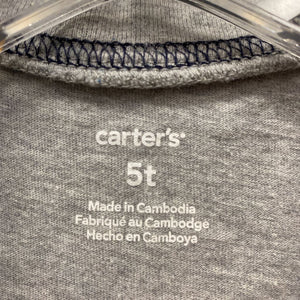 carter's
5t
Made in Cambodia
Fabriqué au Cambodge
Hecho en Camboya